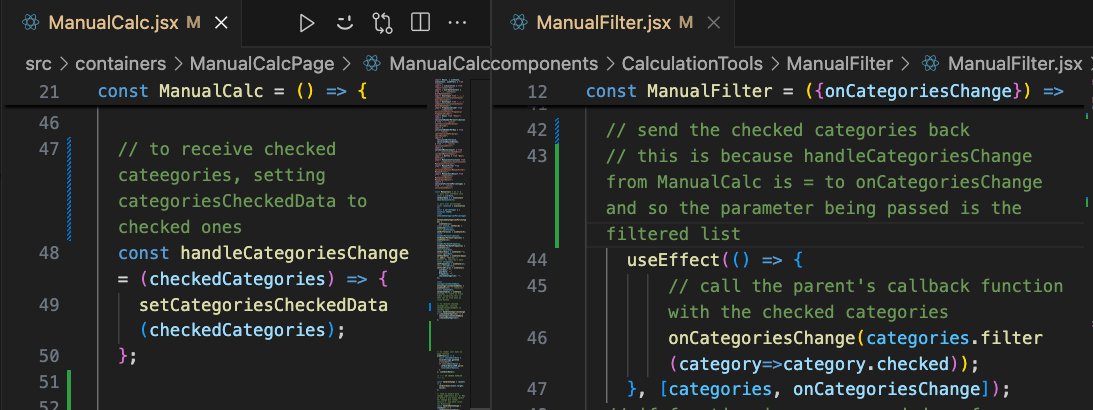 ManualCalc.jsx M
src > containers > ManualCalcPage > ManualCalc
21 const ManualCalc = () => {
46
47 // to receive checked
cateegories, setting
categoriesCheckedData to
checked ones
48 const handleCategoriesChange
= (checkedCategories) => {
49 setCategoriesCheckedData
(checkedCategories);
50 };
51
52
ManualFilter.jsx M
components > CalculationTools > ManualFilter > ManualFilter.jsx
12 const ManualFilter = ({onCategoriesChange}) =>
41
42 // send the checked categories back
43 // this is because handleCategoriesChange
from ManualCalc is = to onCategoriesChange
and so the parameter being passed is the
filtered list
44 useEffect(() => {
45 // call the parent's callback function
with the checked categories
46 onCategoriesChange(categories.filter
(category=>category.checked));
47 }, [categories, onCategoriesChange]);